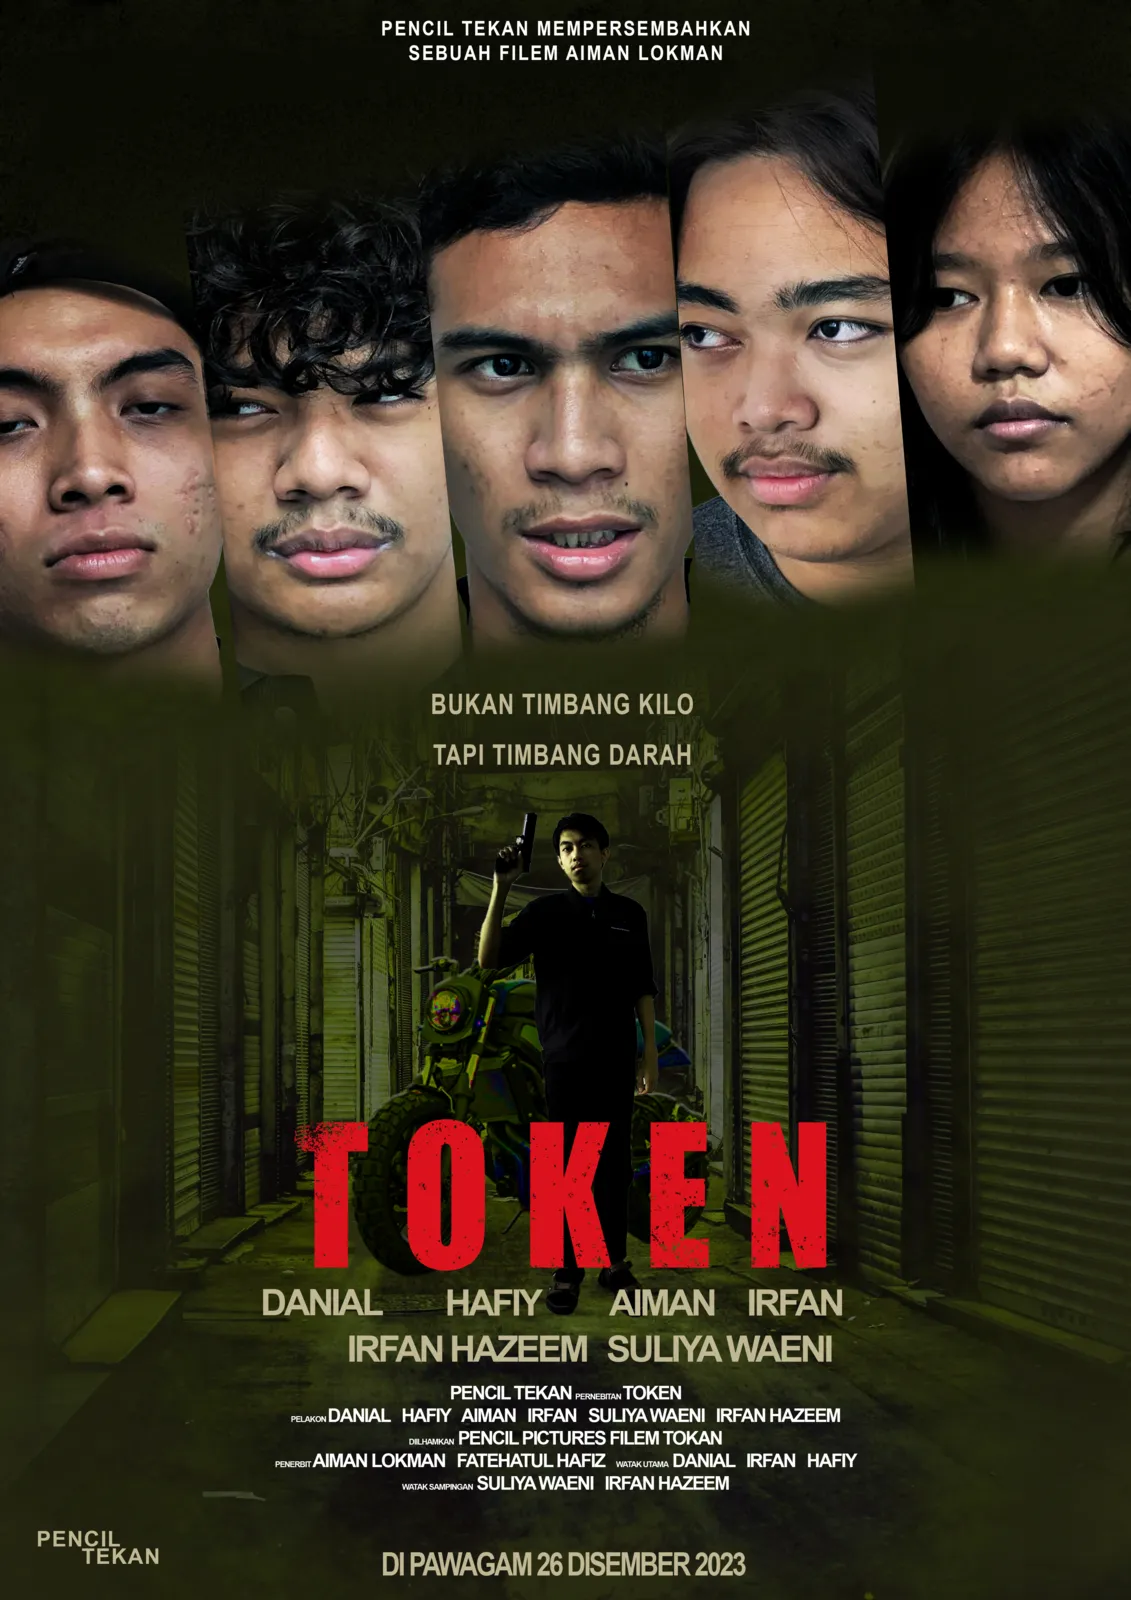 PENCIL TEKAN MEMPERSEMBAHKAN
SEBUAH FILEM AIMAN LOKMAN
BUKAN TIMBANG KILO
TAPI TIMBANG DARAH
TOKEN
DANIAL HAFIY AIMAN IRFAN
IRFAN HAZEEM SULIYA WAENI
PENCIL TEKAN PERNEBITAN TOKEN
PELAKON DANIAL HAFIY AIMAN IRFAN SULIYA WAENI IRFAN HAZEEM
DIILHAMKAN PENCIL PICTURES FILEM TOKAN
PENERBIT AIMAN LOKMAN FATEHATUL HAFIZ WATAK UTAMA DANIAL IRFAN HAFIY
WATAK SAMPINGAN SULIYA WAENI IRFAN HAZEEM
PENCIL
TEKAN
DI PAWAGAM 26 DISEMBER 2023